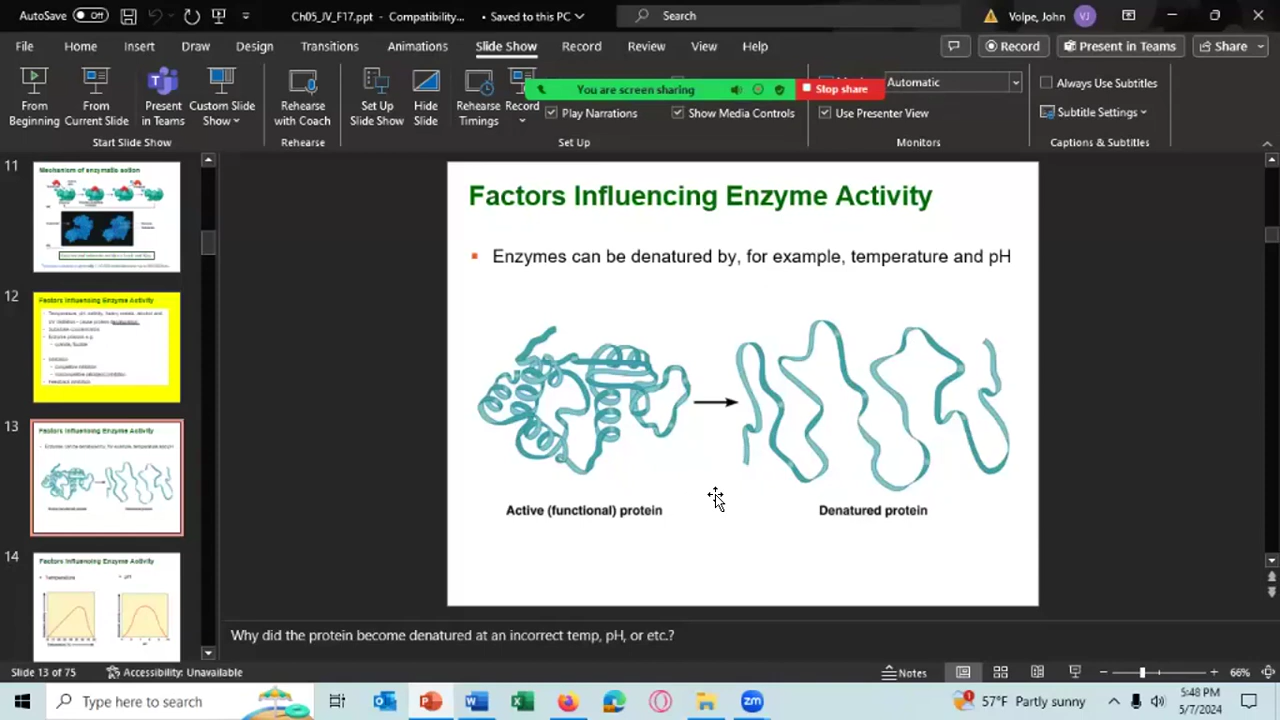 AutoSave Off Ch05_JV_F17.ppt - Compatibility... • Saved to this PC Search Volpe, John VJ
File Home Insert Draw Design Transitions Animations Slide Show Record Review View Help Record Present in Teams Share
You are screen sharing Stop share
Automatic Always Use Subtitles
From Beginning From Current Slide Present in Teams Custom Slide Show Rehearse with Coach Set Up Slide Show Hide Slide Rehearse Timings Record
Play Narrations Show Media Controls Use Presenter View Subtitle Settings
Start Slide Show Rehearse Set Up Monitors Captions & Subtitles
11
Mechanism of enzymatic action
12
Factors Influencing Enzyme Activity
13
Factors Influencing Enzyme Activity
14
Factors Influencing Enzyme Activity
Temperature pH
Factors Influencing Enzyme Activity
Enzymes can be denatured by, for example, temperature and pH
Active (functional) protein Denatured protein
Why did the protein become denatured at an incorrect temp, pH, or etc.?
Slide 13 of 75 Accessibility: Unavailable Notes 66%
Type here to search 57°F Partly sunny 5:48 PM
5/7/2024